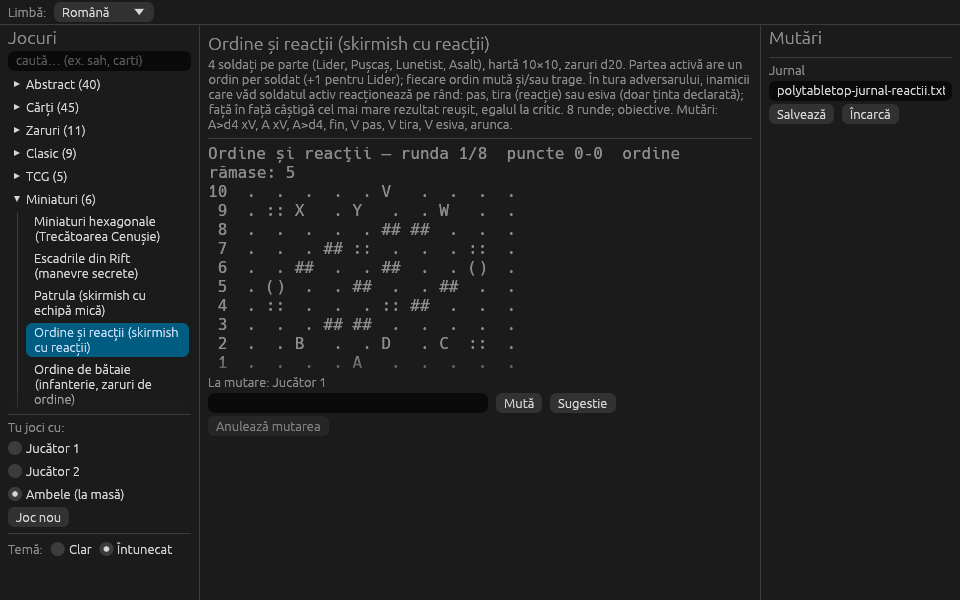 Limbă: Română
Jocuri
caută... (ex. sah, carti)
Abstract (40)
Cărți (45)
Zaruri (11)
Clasic (9)
TCG (5)
Miniaturi (6)
Miniaturi hexagonale
(Trecătoarea Cenușie)
Escadrile din Rift
(manevre secrete)
Patrula (skirmish cu
echipă mică)
Ordine și reacții (skirmish
cu reacții)
Ordine de bătaie
(infanterie, zaruri de
ordine)
Tu joci cu:
Jucător 1
Jucător 2
Ambele (la masă)
Joc nou
Temă: Clar Întunecat
Ordine și reacții (skirmish cu reacții)
4 soldați pe parte (Lider, Pușcaș, Lunetist, Asalt), hartă 10×10, zaruri d20. Partea activă are un
ordin per soldat (+1 pentru Lider); fiecare ordin mută și/sau trage. În tura adversarului, inamicii
care văd soldatul activ reacționează pe rând: pas, tira (reacție) sau esiva (doar ținta declarată);
față în față câștigă cel mai mare rezultat reușit, egalul la critic. 8 runde; obiective. Mutări:
A>d4 xV, A xV, A>d4, fin, V pas, V tira, V esiva, arunca.
Ordine și reacții — runda 1/8  puncte 0-0  ordine
rămase: 5
10  .  .  .  .  . V  .  .  .  .
 9  . :: X   . Y   .  . W   .  .
 8  .  .  .  .  . ## ##  .  .  .
 7  .  .  . ## ::  .  .  . ::  .
 6  .  . ##  .  . ##  .  . ()  .
 5  . ()  .  . ##  .  . ##  .  .
 4  . ::  .  .  . :: ##  .  .  .
 3  .  .  . ## ##  .  .  .  .  .
 2  .  . B   .  . D   . C  ::  .
 1  .  .  .  . A   .  .  .  .  .
La mutare: Jucător 1
Mută Sugestie
Anulează mutarea
Mutări
Jurnal
polytabletop-jurnal-reactii.txt
Salvează Încarcă